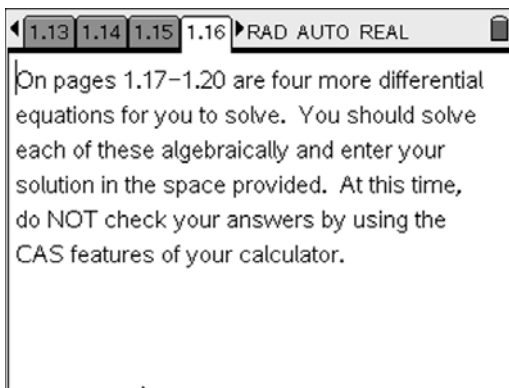 1.13 1.14 1.15 1.16 RAD AUTO REAL
On pages 1.17–1.20 are four more differential
equations for you to solve.  You should solve
each of these algebraically and enter your
solution in the space provided.  At this time,
do NOT check your answers by using the
CAS features of your calculator.